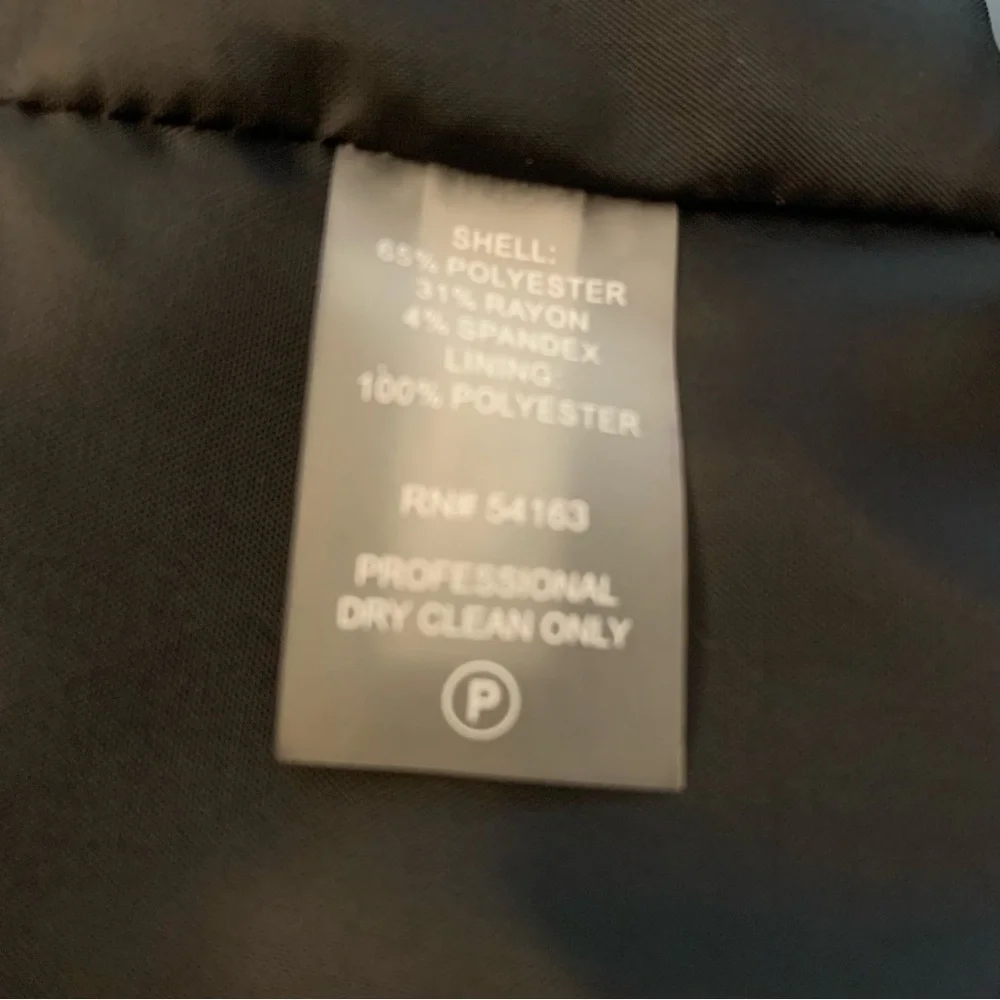 SHELL:
65% POLYESTER
31% RAYON
4% SPANDEX
LINING:
100% POLYESTER
RN# 54163
PROFESSIONAL
DRY CLEAN ONLY
P